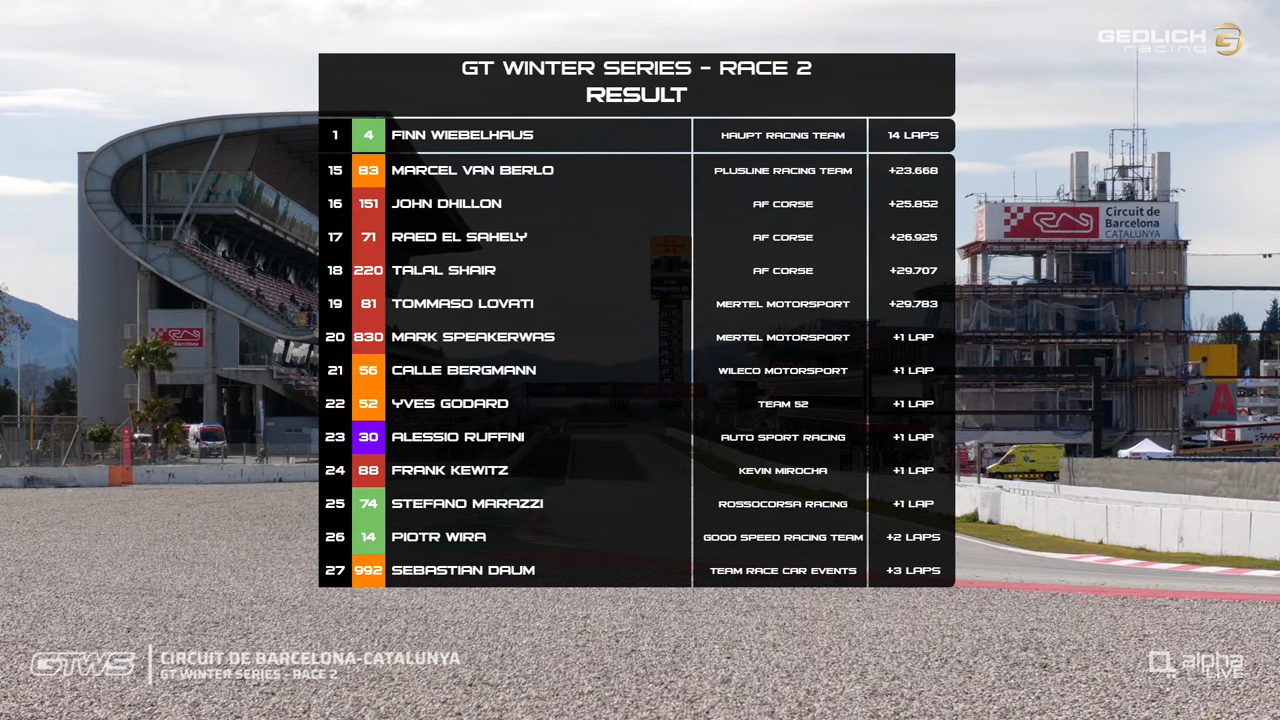 GEDLICH
racing
GT WINTER SERIES - RACE 2
RESULT
1 4 FINN WIEBELHAUS HAUPT RACING TEAM 14 LAPS
15 83 MARCEL VAN BERLO PLUSLINE RACING TEAM +23.668
16 151 JOHN DHILLON AF CORSE +25.852
17 71 RAED EL SAHELY AF CORSE +26.925
18 220 TALAL SHAIR AF CORSE +29.707
19 81 TOMMASO LOVATI MERTEL MOTORSPORT +29.783
20 830 MARK SPEAKERWAS MERTEL MOTORSPORT +1 LAP
21 56 CALLE BERGMANN WILECO MOTORSPORT +1 LAP
22 52 YVES GODARD TEAM 52 +1 LAP
23 30 ALESSIO RUFFINI AUTO SPORT RACING +1 LAP
24 88 FRANK KEWITZ KEVIN MIROCHA +1 LAP
25 74 STEFANO MARAZZI ROSSOCORSA RACING +1 LAP
26 14 PIOTR WIRA GOOD SPEED RACING TEAM +2 LAPS
27 992 SEBASTIAN DAUM TEAM RACE CAR EVENTS +3 LAPS
Circuit de
Barcelona
CATALUNYA
A
GTWS
CIRCUIT DE BARCELONA-CATALUNYA
GT WINTER SERIES - RACE 2
alpha
LIVE